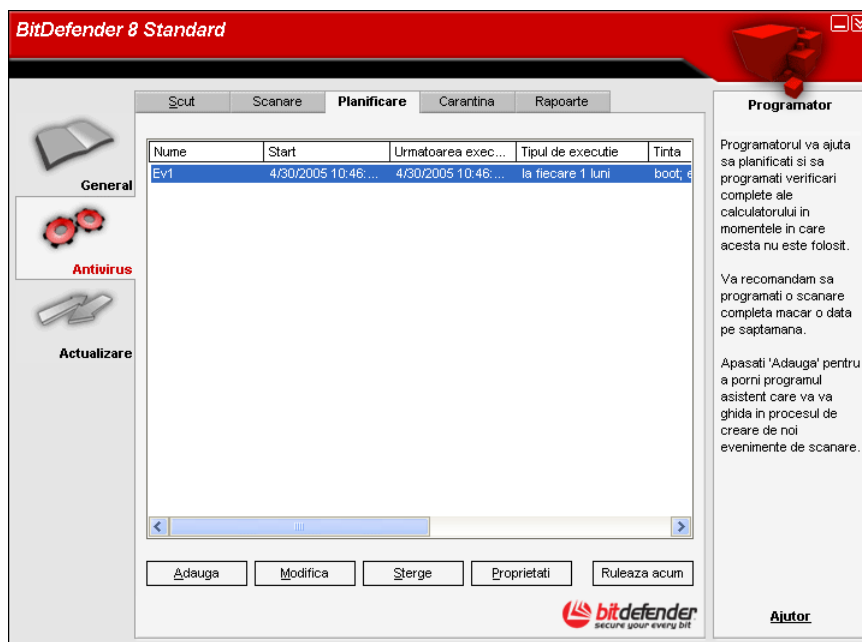 BitDefender 8 Standard
Scut
Scanare
Planificare
Carantina
Rapoarte
General
Antivirus
Actualizare
Nume
Start
Urmatoarea exec...
Tipul de executie
Tinta
Ev1
4/30/2005 10:46:...
4/30/2005 10:46:...
la fiecare 1 luni
boot; e
Adauga
Modifica
Sterge
Proprietati
Ruleaza acum
bitdefender
secure your every bit
Programator
Programatorul va ajuta
sa planificati si sa
programati verificari
complete ale
calculatorului in
momentele in care
acesta nu este folosit.
Va recomandam sa
programati o scanare
completa macar o data
pe saptamana.
Apasati 'Adauga' pentru
a porni programul
asistent care va va
ghida in procesul de
creare de noi
evenimente de scanare.
Ajutor